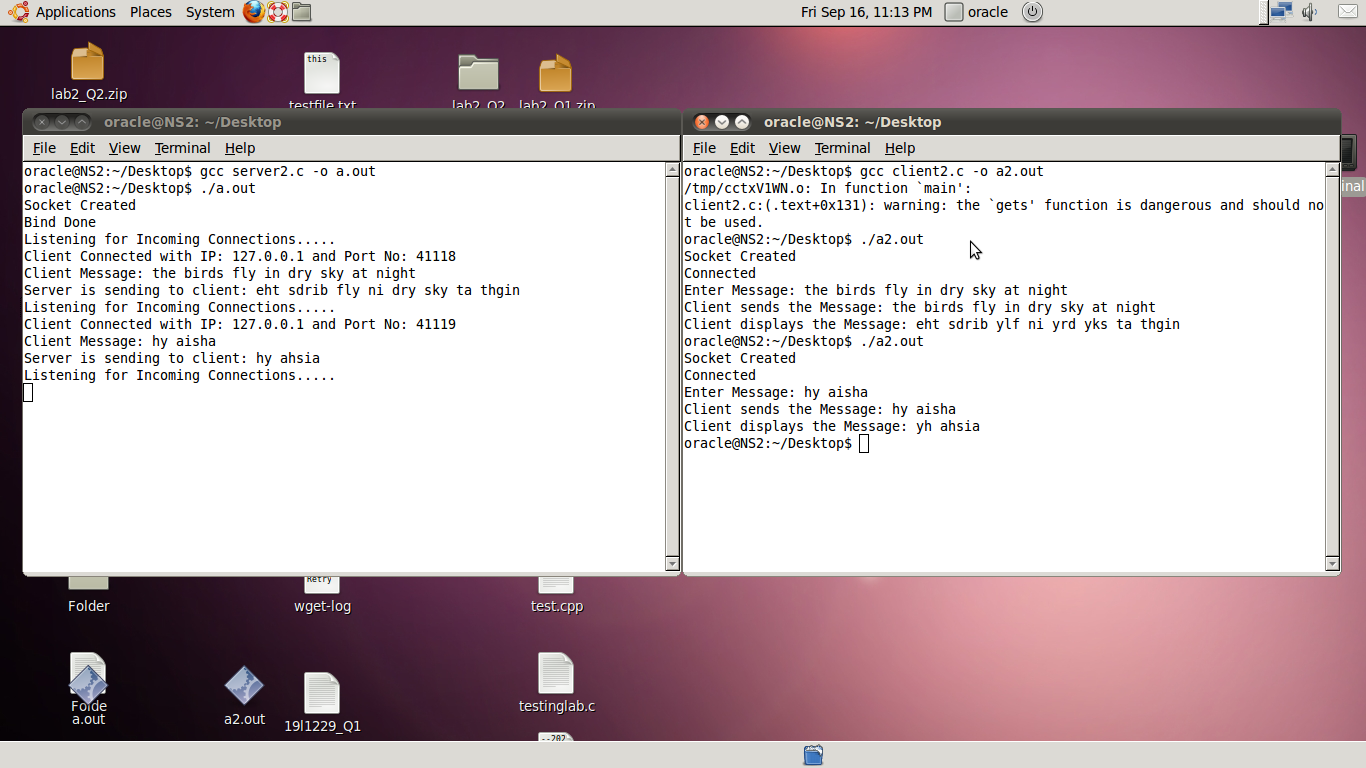 Applications Places System Fri Sep 16, 11:13 PM oracle
lab2_Q2.zip
this
testfile.txt
lab2_Q2
lab2_Q1.zip
oracle@NS2: ~/Desktop
File Edit View Terminal Help
oracle@NS2:~/Desktop$ gcc server2.c -o a.out
oracle@NS2:~/Desktop$ ./a.out
Socket Created
Bind Done
Listening for Incoming Connections.....
Client Connected with IP: 127.0.0.1 and Port No: 41118
Client Message: the birds fly in dry sky at night
Server is sending to client: eht sdrib fly ni dry sky ta thgin
Listening for Incoming Connections.....
Client Connected with IP: 127.0.0.1 and Port No: 41119
Client Message: hy aisha
Server is sending to client: hy ahsia
Listening for Incoming Connections.....
oracle@NS2: ~/Desktop
File Edit View Terminal Help
oracle@NS2:~/Desktop$ gcc client2.c -o a2.out
/tmp/cctxV1WN.o: In function `main':
client2.c:(.text+0x131): warning: the `gets' function is dangerous and should no
t be used.
oracle@NS2:~/Desktop$ ./a2.out
Socket Created
Connected
Enter Message: the birds fly in dry sky at night
Client sends the Message: the birds fly in dry sky at night
Client displays the Message: eht sdrib ylf ni yrd yks ta thgin
oracle@NS2:~/Desktop$ ./a2.out
Socket Created
Connected
Enter Message: hy aisha
Client sends the Message: hy aisha
Client displays the Message: yh ahsia
oracle@NS2:~/Desktop$
inal
Retry
Folder
wget-log
test.cpp
Folde
a.out
a2.out
19l1229_Q1
testinglab.c
--202